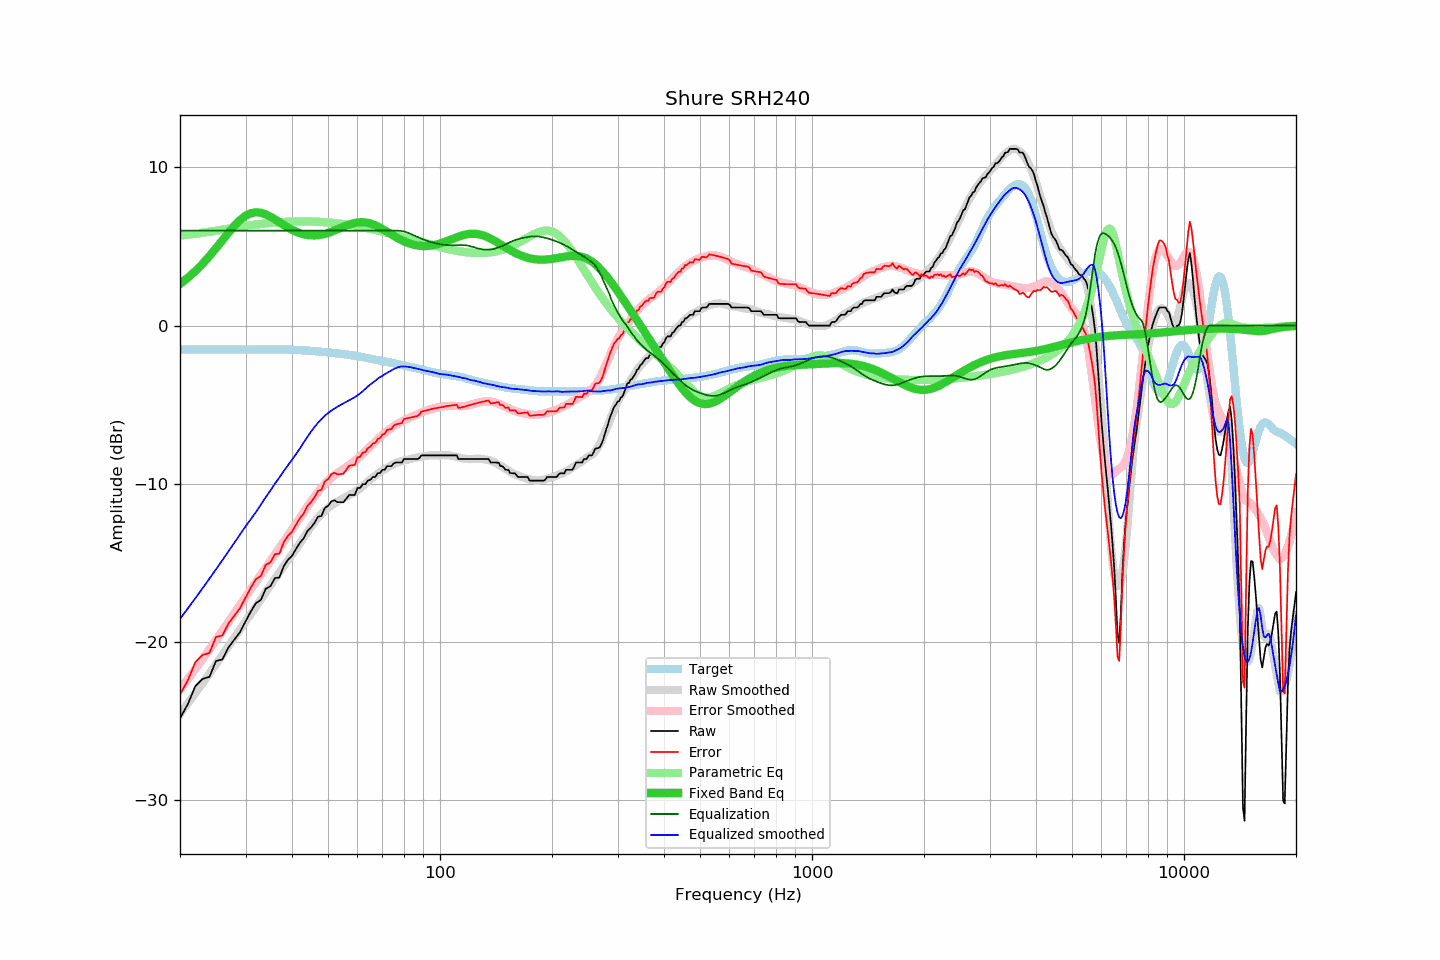 Shure SRH240
10
0
−10
−20
−30
Amplitude (dBr)
Target
Raw Smoothed
Error Smoothed
Raw
Error
Parametric Eq
Fixed Band Eq
Equalization
Equalized smoothed
100
1000
10000
Frequency (Hz)